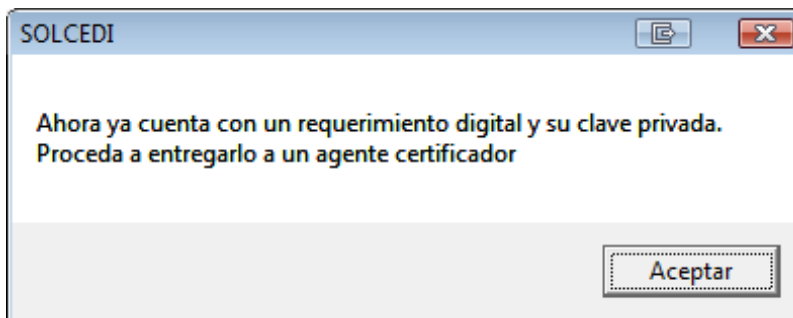 SOLCEDI
Ahora ya cuenta con un requerimiento digital y su clave privada.
Proceda a entregarlo a un agente certificador
Aceptar